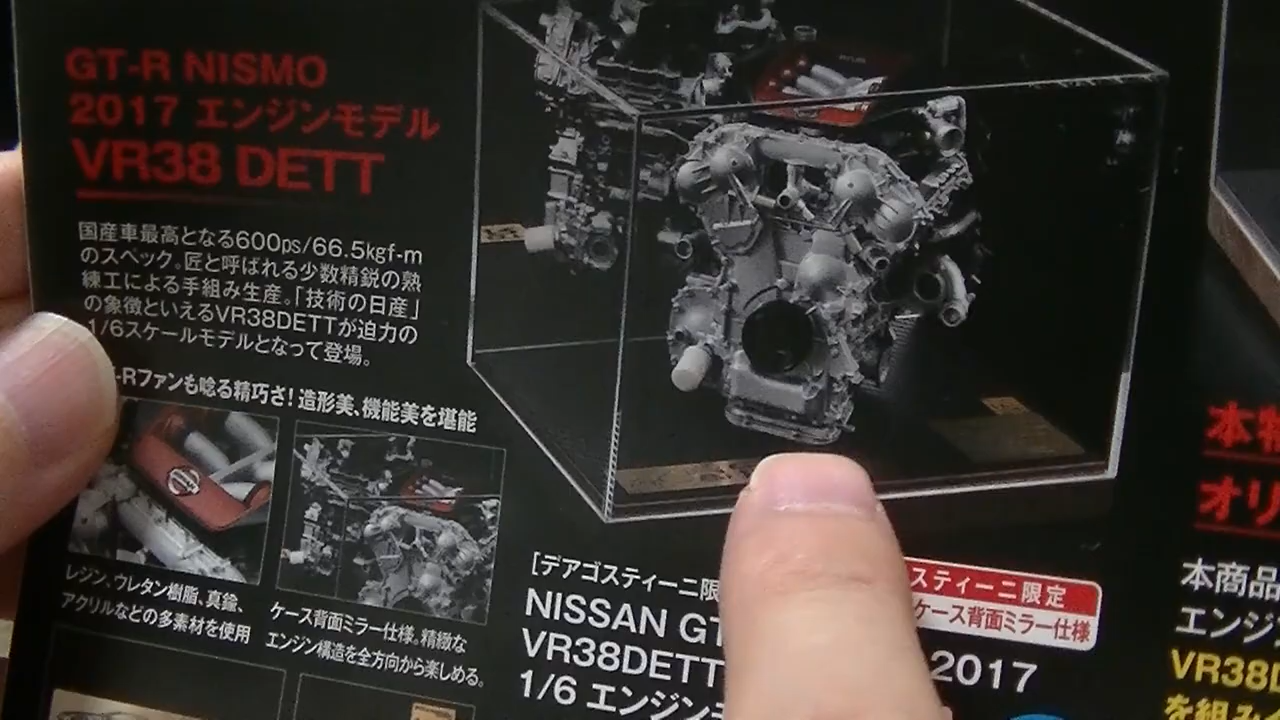 GT-R NISMO
2017 エンジンモデル
VR38 DETT
国産車最高となる600ps/66.5kgf-m
のスペック。匠と呼ばれる少数精鋭の熟
練工による手組み生産。「技術の日産」
の象徴といえるVR38DETTが迫力の
1/6スケールモデルとなって登場。
-Rファンも唸る精巧さ! 造形美、機能美を堪能
レジン、ウレタン樹脂、真鍮、
アクリルなどの多素材を使用
ケース背面ミラー仕様。精緻な
エンジン構造を全方向から楽しめる。
[デアゴスティーニ限
スティーニ限定
ケース背面ミラー仕様
NISSAN GT
2017
VR38DETT
1/6 エンジン
本
オリ
本商品
エンジ
VR38D
を組み